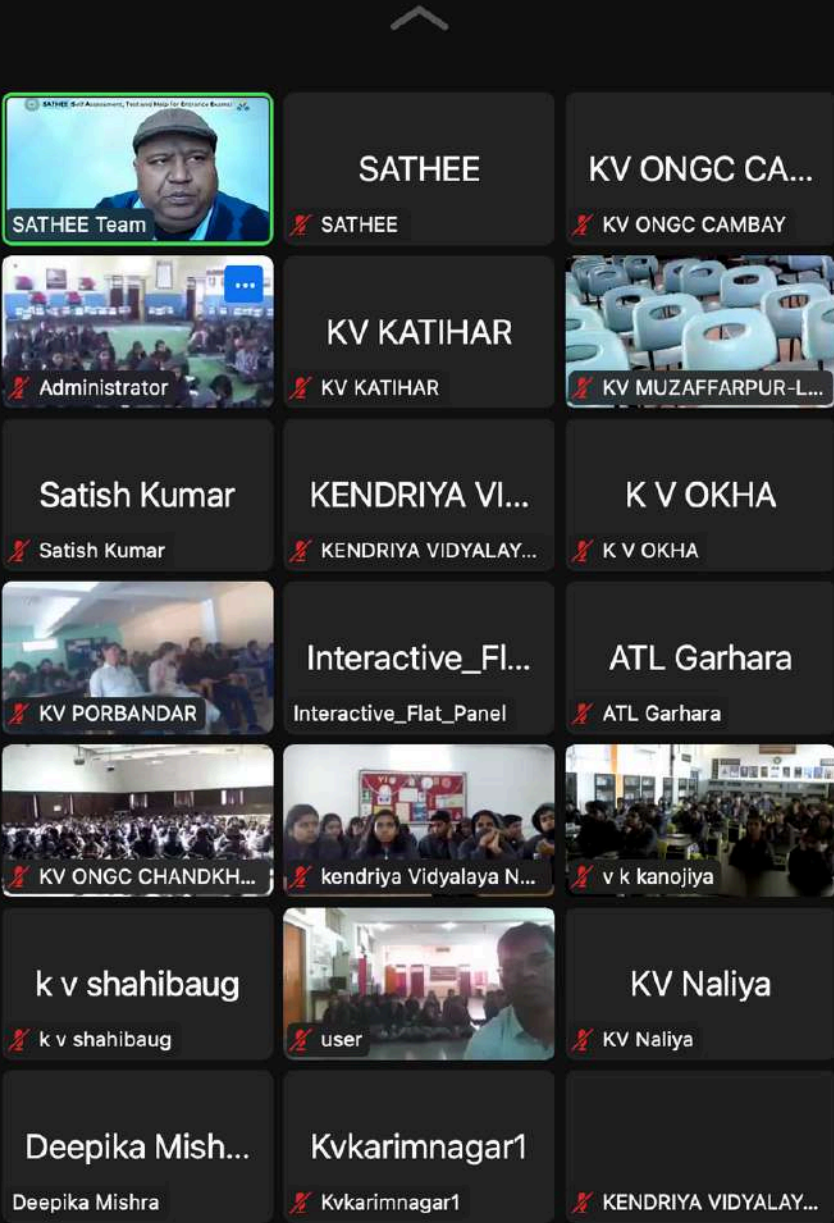 SATHEE (Self Assessment, Test and Help for Entrance Exams)
SATHEE Team
SATHEE
SATHEE
KV ONGC CA...
KV ONGC CAMBAY
Administrator
KV KATIHAR
KV KATIHAR
KV MUZAFFARPUR-L...
Satish Kumar
Satish Kumar
KENDRIYA VI...
KENDRIYA VIDYALAY...
K V OKHA
K V OKHA
KV PORBANDAR
Interactive_Fl...
Interactive_Flat_Panel
ATL Garhara
ATL Garhara
KV ONGC CHANDKH...
kendriya Vidyalaya N...
v k kanojiya
k v shahibaug
k v shahibaug
user
KV Naliya
KV Naliya
Deepika Mish...
Deepika Mishra
Kvkarimnagar1
Kvkarimnagar1
KENDRIYA VIDYALAY...